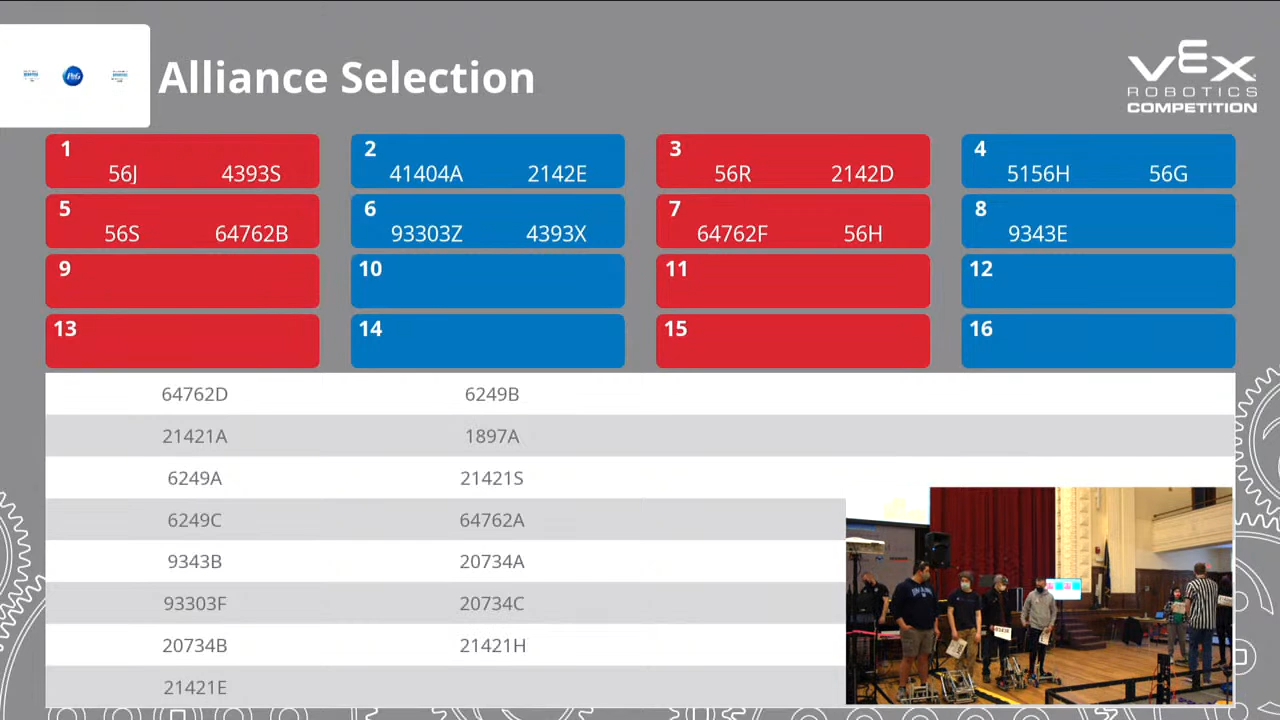 P&G
Alliance Selection
VEX
ROBOTICS
COMPETITION
1
56J 4393S
2
41404A 2142E
3
56R 2142D
4
5156H 56G
5
56S 64762B
6
93303Z 4393X
7
64762F 56H
8
9343E
9
10
11
12
13
14
15
16
64762D 6249B
21421A 1897A
6249A 21421S
6249C 64762A
9343B 20734A
93303F 20734C
20734B 21421H
21421E